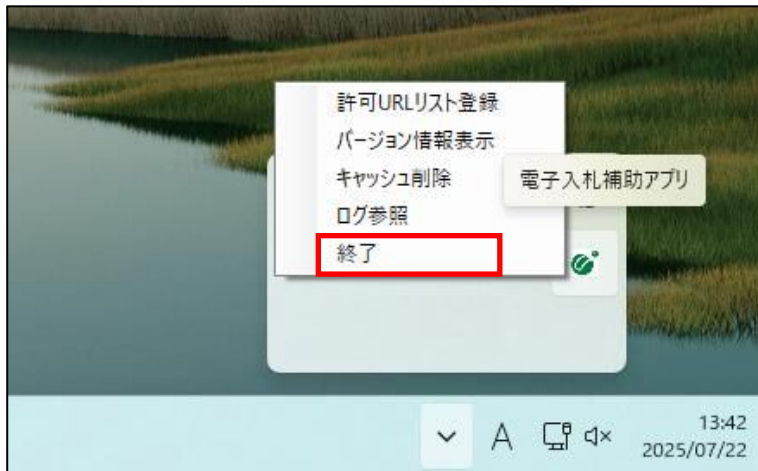 許可URLリスト登録
バージョン情報表示
キャッシュ削除
電子入札補助アプリ
ログ参照
終了
A
13:42
2025/07/22